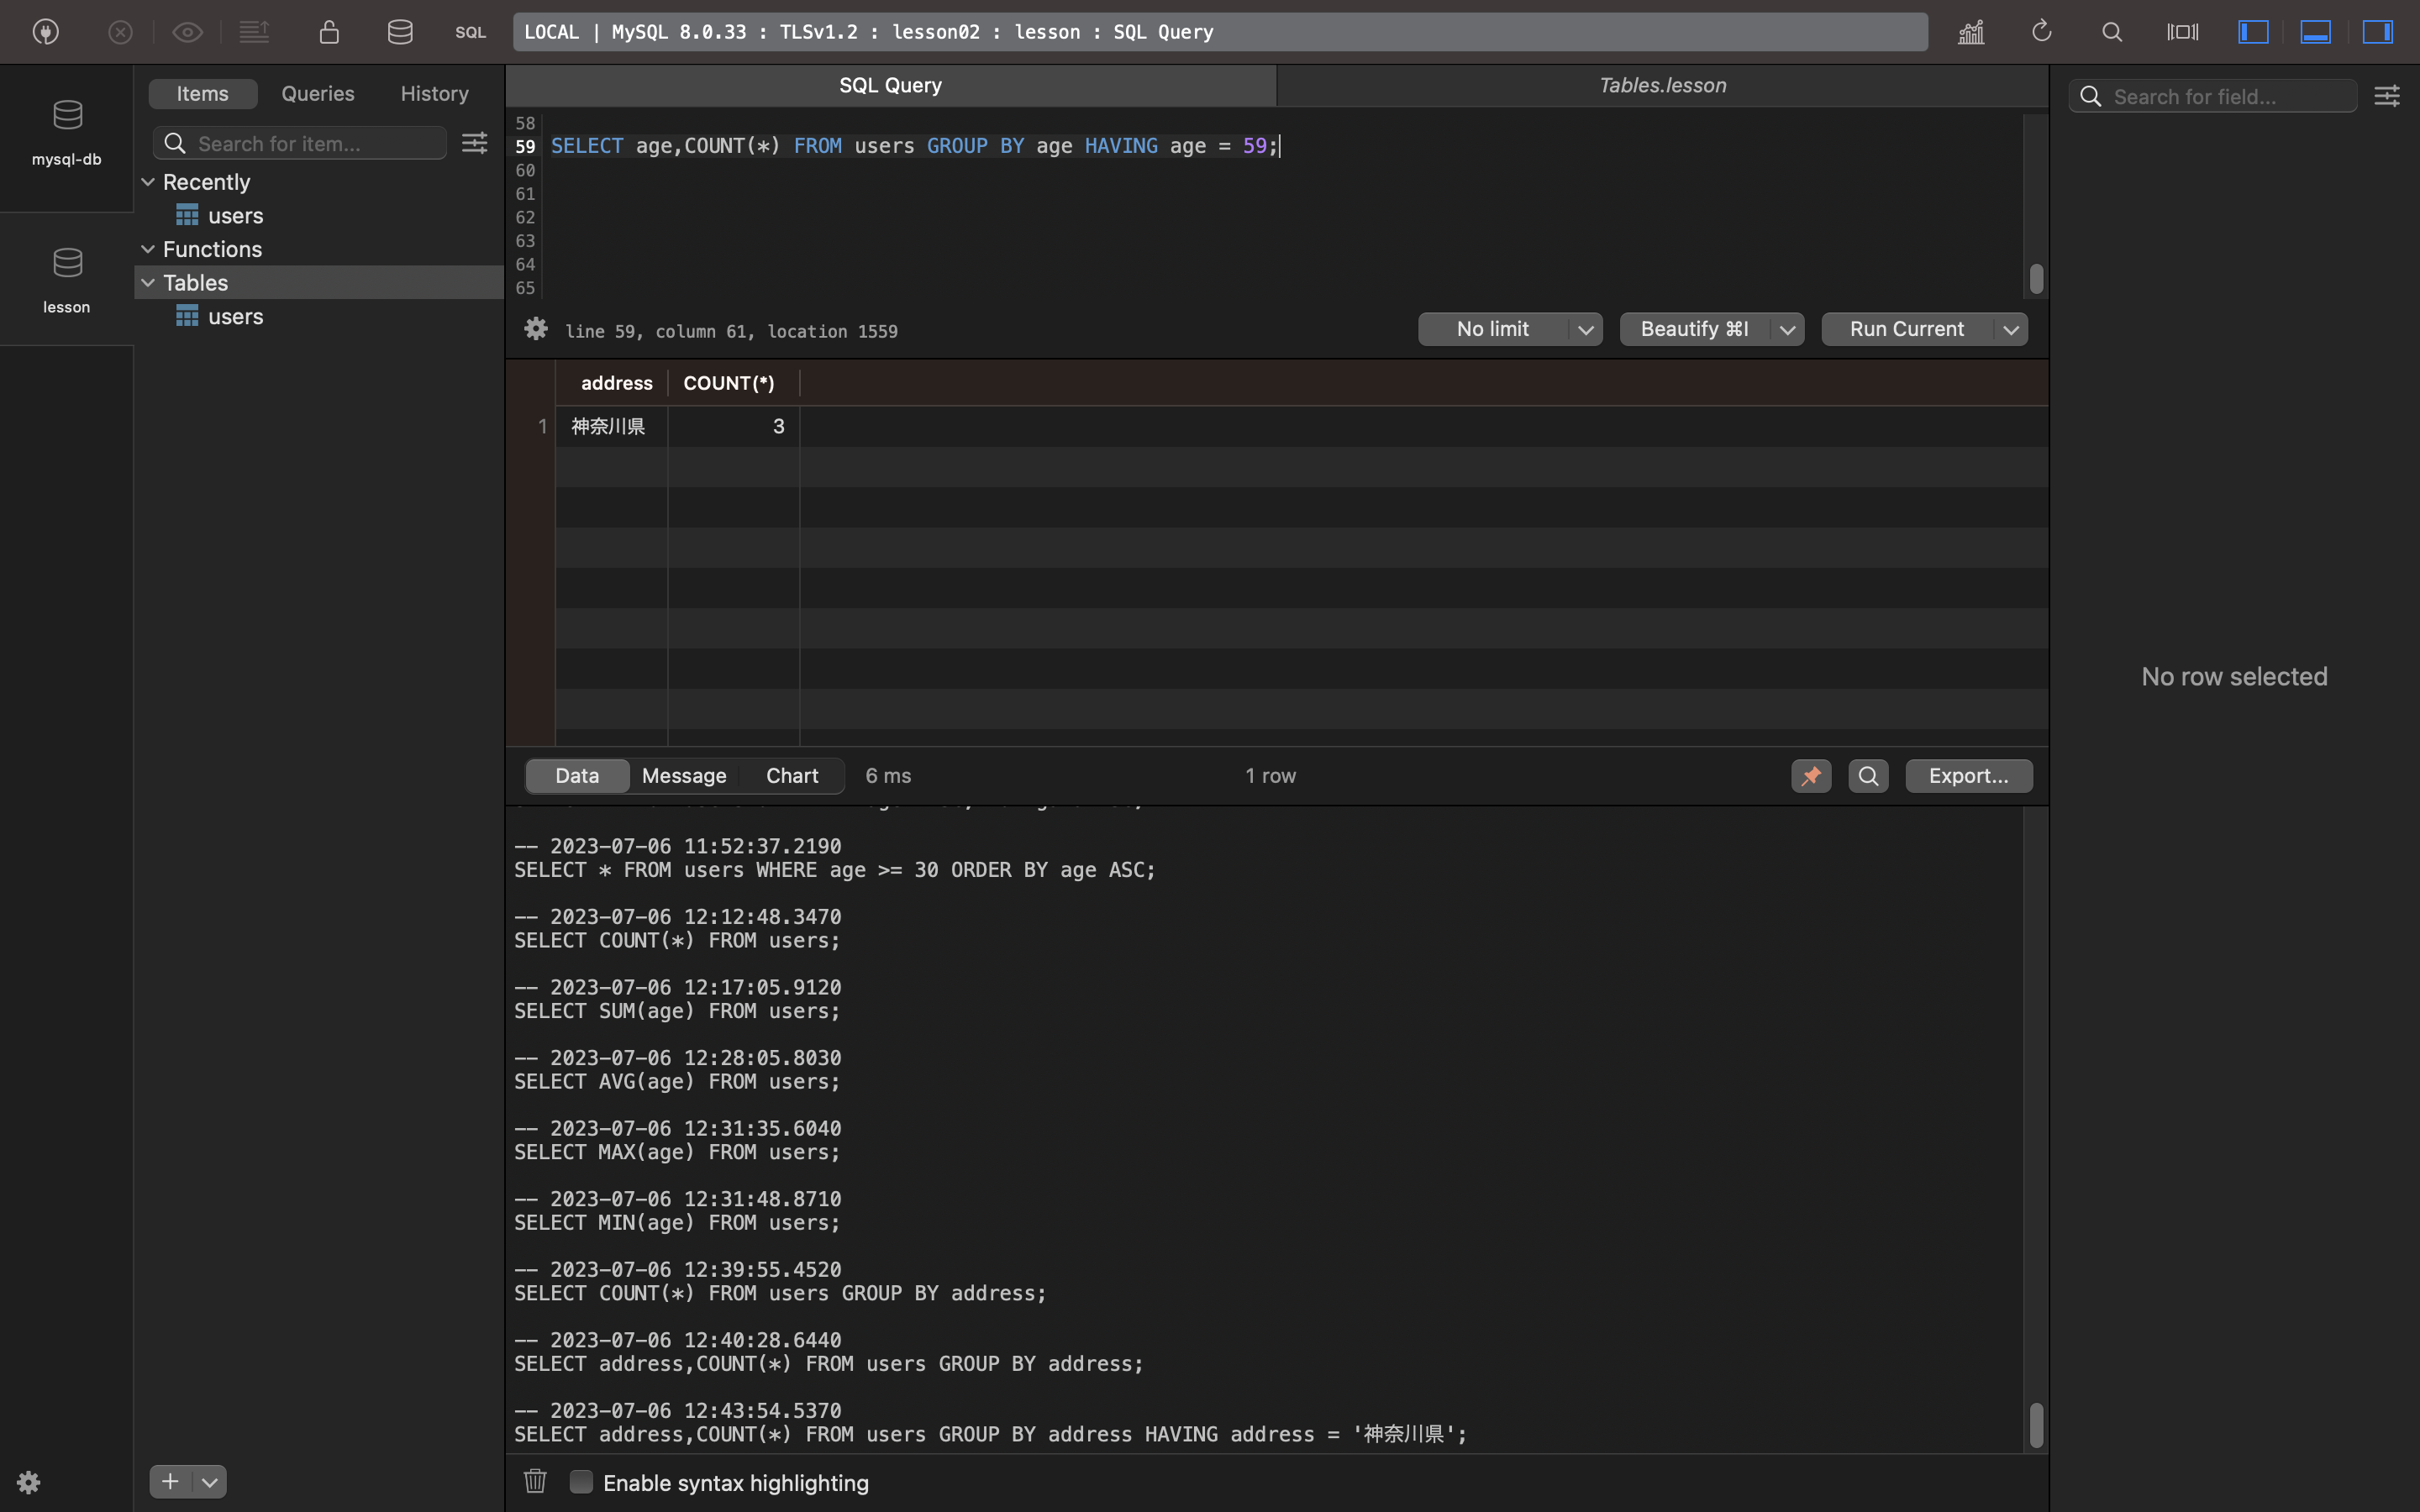 SQL
LOCAL | MySQL 8.0.33 : TLSv1.2 : lesson02 : lesson : SQL Query
mysql-db
lesson
Items
Queries
History
Search for item...
Recently
users
Functions
Tables
users
SQL Query
Tables.lesson
58
59 SELECT age,COUNT(*) FROM users GROUP BY age HAVING age = 59;
60
61
62
63
64
65
line 59, column 61, location 1559
No limit
Beautify ⌘I
Run Current
address COUNT(*)
1 神奈川県 3
Data
Message
Chart
6 ms
1 row
Export...
-- 2023-07-06 11:52:37.2190
SELECT * FROM users WHERE age >= 30 ORDER BY age ASC;
-- 2023-07-06 12:12:48.3470
SELECT COUNT(*) FROM users;
-- 2023-07-06 12:17:05.9120
SELECT SUM(age) FROM users;
-- 2023-07-06 12:28:05.8030
SELECT AVG(age) FROM users;
-- 2023-07-06 12:31:35.6040
SELECT MAX(age) FROM users;
-- 2023-07-06 12:31:48.8710
SELECT MIN(age) FROM users;
-- 2023-07-06 12:39:55.4520
SELECT COUNT(*) FROM users GROUP BY address;
-- 2023-07-06 12:40:28.6440
SELECT address,COUNT(*) FROM users GROUP BY address;
-- 2023-07-06 12:43:54.5370
SELECT address,COUNT(*) FROM users GROUP BY address HAVING address = '神奈川県';
Enable syntax highlighting
Search for field...
No row selected